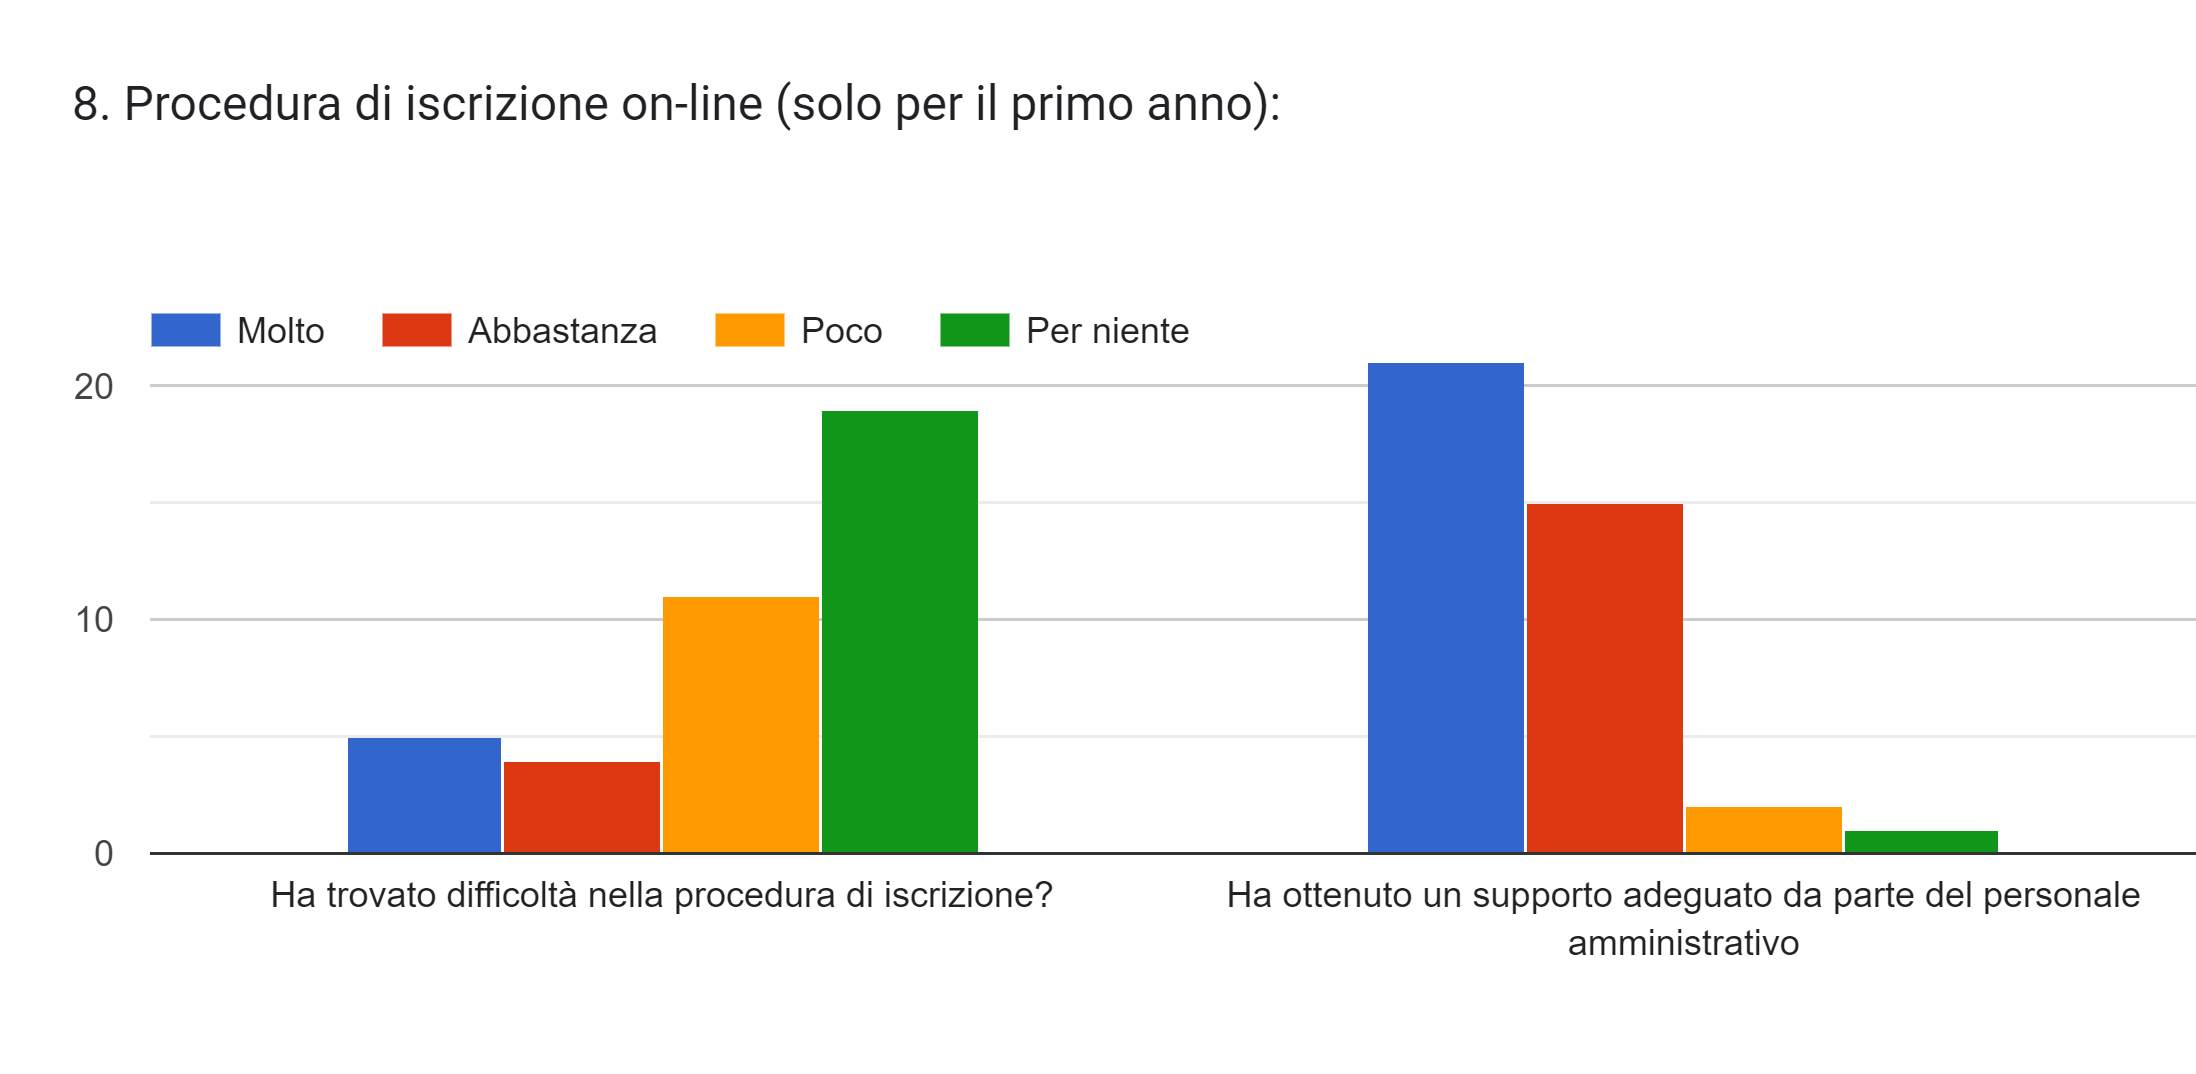 8. Procedura di iscrizione on-line (solo per il primo anno):
Molto Abbastanza Poco Per niente
20
10
0
Ha trovato difficoltà nella procedura di iscrizione?
Ha ottenuto un supporto adeguato da parte del personale
amministrativo